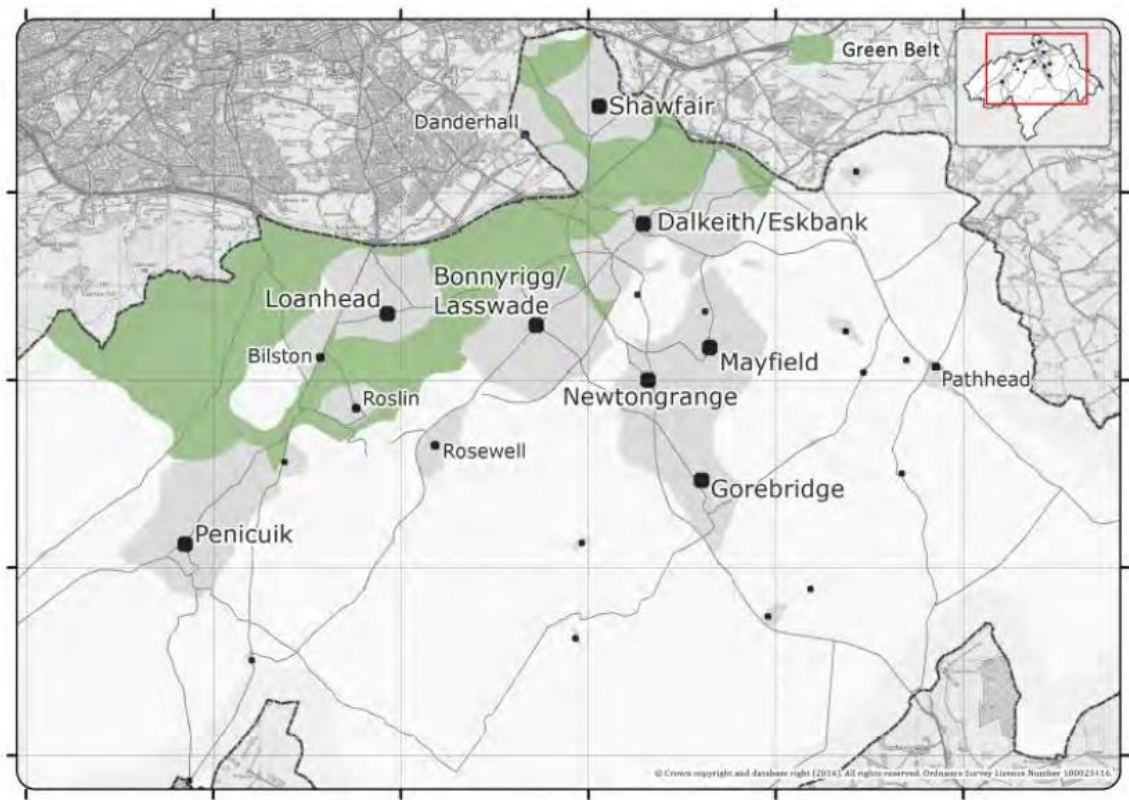 Green Belt
Shawfair
Danderhall
Dalkeith/Eskbank
Bonnyrigg/
Lasswade
Loanhead
Bilston
Mayfield
Pathhead
Roslin
Newtongrange
Rosewell
Gorebridge
Penicuik
© Crown copyright and database right (2016). All rights reserved. Ordnance Survey Licence Number 100023416